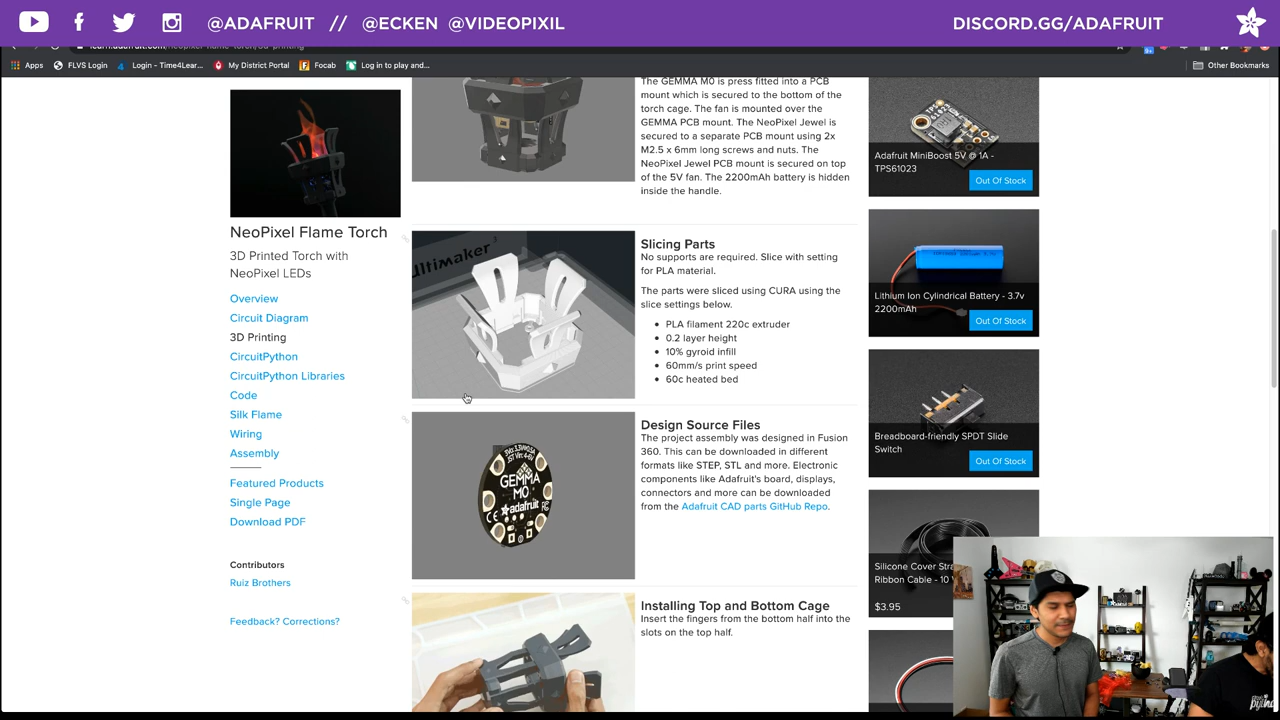 @ADAFRUIT // @ECKEN @VIDEOPIXIL
DISCORD.GG/ADAFRUIT
Apps
FLVS Login
Login - Time4Lear...
My District Portal
Focab
Log in to play and...
Other Bookmarks
NeoPixel Flame Torch
3D Printed Torch with
NeoPixel LEDs
Overview
Circuit Diagram
3D Printing
CircuitPython
CircuitPython Libraries
Code
Silk Flame
Wiring
Assembly
Featured Products
Single Page
Download PDF
Contributors
Ruiz Brothers
Feedback? Corrections?
The GEMMA M0 is press fitted into a PCB
mount which is secured to the bottom of the
torch cage. The fan is mounted over the
GEMMA PCB mount. The NeoPixel Jewel is
secured to a separate PCB mount using 2x
M2.5 x 6mm long screws and nuts. The
NeoPixel Jewel PCB mount is secured on top
of the 5V fan. The 2200mAh battery is hidden
inside the handle.
ultimaker
Slicing Parts
No supports are required. Slice with setting
for PLA material.
The parts were sliced using CURA using the
slice settings below.
PLA filament 220c extruder
0.2 layer height
10% gyroid infill
60mm/s print speed
60c heated bed
GEMMA
M0
adafruit
Design Source Files
The project assembly was designed in Fusion
360. This can be downloaded in different
formats like STEP, STL and more. Electronic
components like Adafruit's board, displays,
connectors and more can be downloaded
from the Adafruit CAD parts GitHub Repo.
Installing Top and Bottom Cage
Insert the fingers from the bottom half into the
slots on the top half.
Adafruit MiniBoost 5V @ 1A -
TPS61023
Out Of Stock
Lithium Ion Cylindrical Battery - 3.7v
2200mAh
Out Of Stock
Breadboard-friendly SPDT Slide
Switch
Out Of Stock
Silicone Cover Stra
Ribbon Cable - 10
$3.95